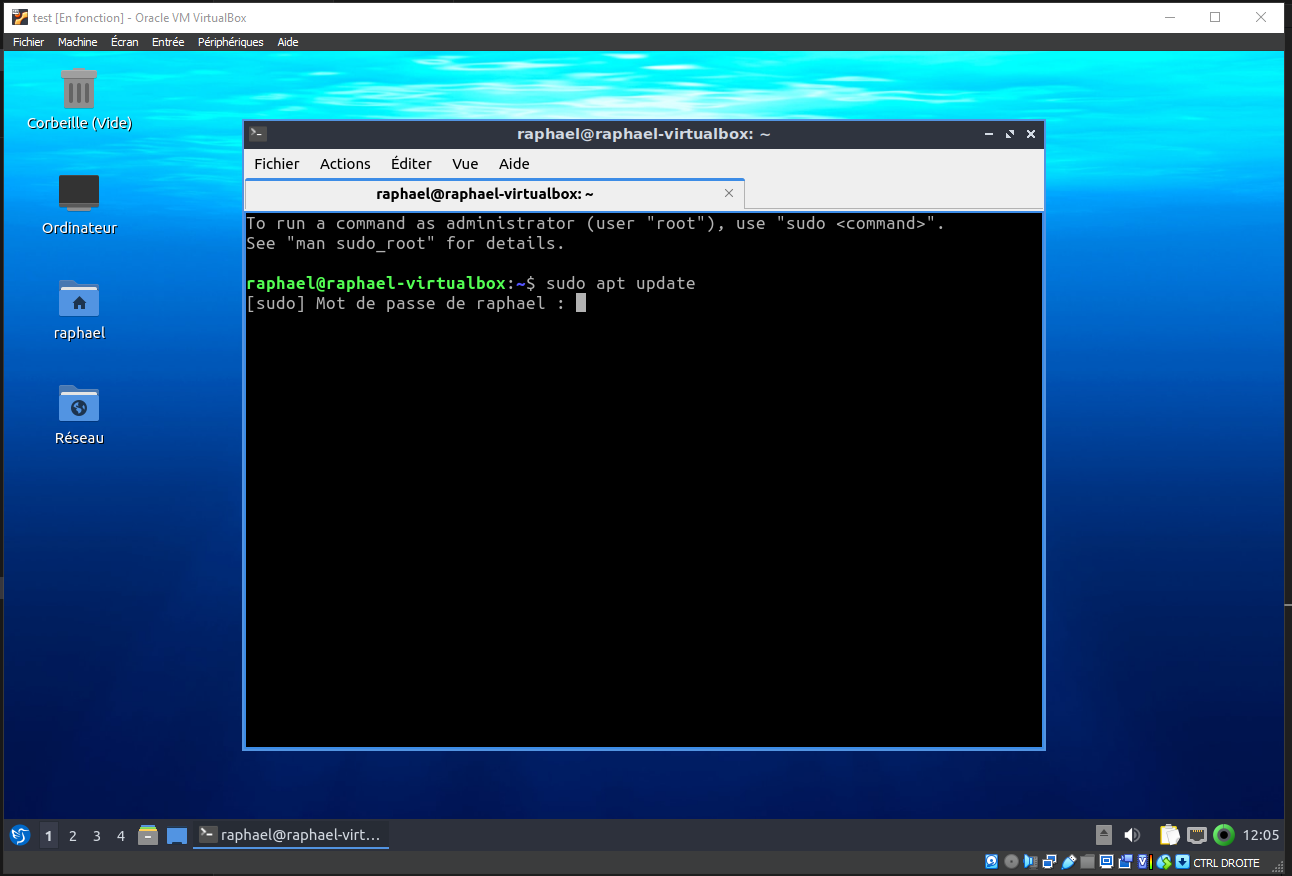 test [En fonction] - Oracle VM VirtualBox
Fichier Machine Écran Entrée Périphériques Aide
Corbeille (Vide)
Ordinateur
raphael
Réseau
raphael@raphael-virtualbox: ~
Fichier Actions Éditer Vue Aide
raphael@raphael-virtualbox: ~
To run a command as administrator (user "root"), use "sudo <command>".
See "man sudo_root" for details.
raphael@raphael-virtualbox:~$ sudo apt update
[sudo] Mot de passe de raphael :
1 2 3 4 raphael@raphael-virt... 12:05
CTRL DROITE